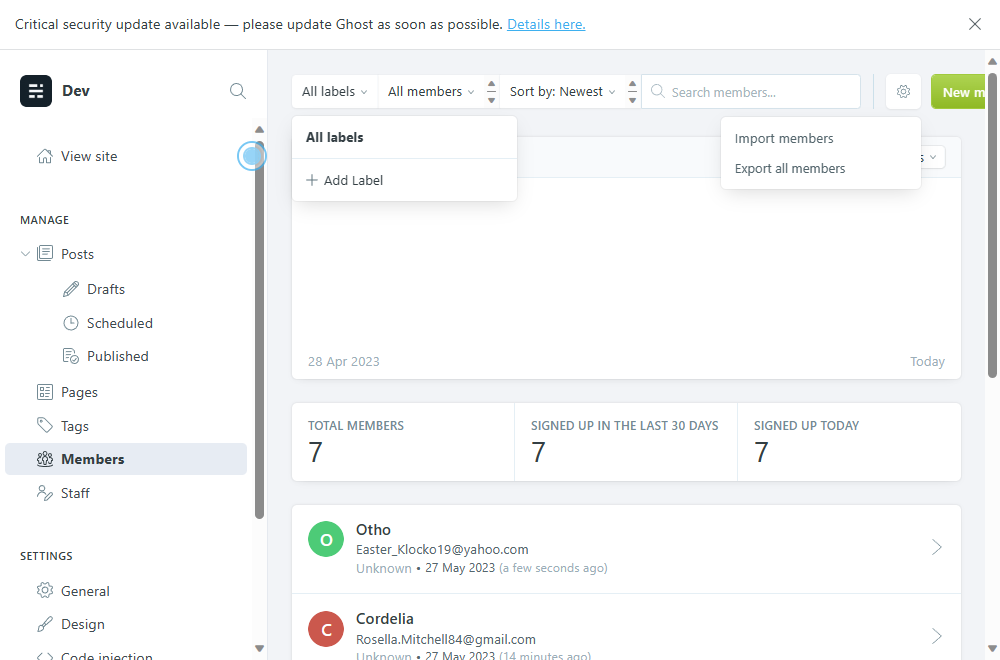 Critical security update available — please update Ghost as soon as possible. Details here.
Dev
View site
MANAGE
Posts
Drafts
Scheduled
Published
Pages
Tags
Members
Staff
SETTINGS
General
Design
Code injection
All labels
All members
Sort by: Newest
Search members...
New m
All labels
+ Add Label
Import members
Export all members
s
28 Apr 2023
Today
TOTAL MEMBERS
7
SIGNED UP IN THE LAST 30 DAYS
7
SIGNED UP TODAY
7
O
Otho
Easter_Klocko19@yahoo.com
Unknown • 27 May 2023 (a few seconds ago)
C
Cordelia
Rosella.Mitchell84@gmail.com
Unknown • 27 May 2023 (14 minutes ago)